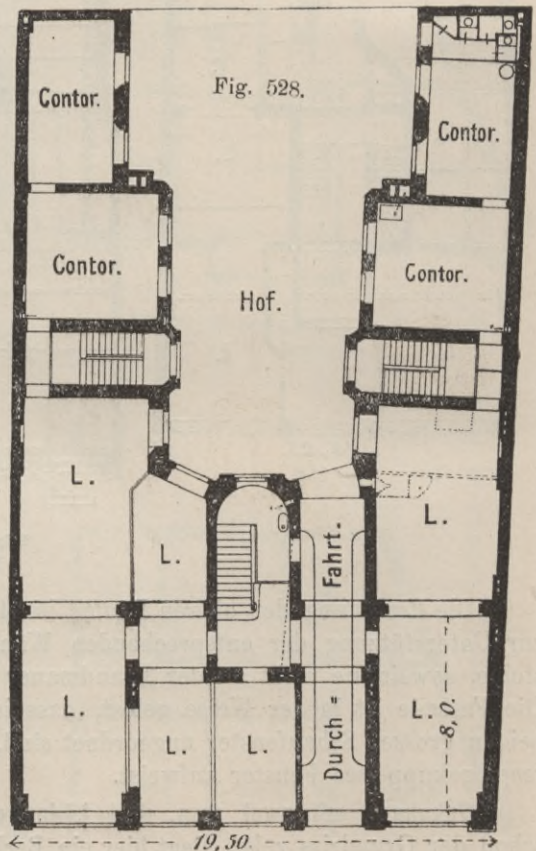 Contor.
Fig. 528.
Contor.
Contor.
Contor.
Hof.
L.
L.
L.
L.
L.
L.
Durch =
Fahrt.
L.
8,0.
19,50.